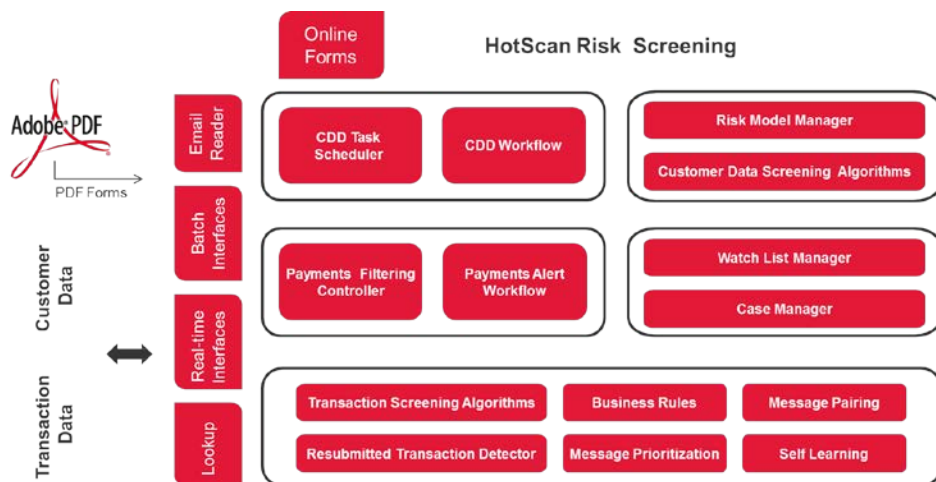 Online
Forms
HotScan Risk Screening
Adobe® PDF
PDF Forms
Email
Reader
Batch
Interfaces
Real-time
Interfaces
Lookup
Customer
Data
Transaction
Data
CDD Task
Scheduler
CDD Workflow
Risk Model Manager
Customer Data Screening Algorithms
Payments Filtering
Controller
Payments Alert
Workflow
Watch List Manager
Case Manager
Transaction Screening Algorithms
Business Rules
Message Pairing
Resubmitted Transaction Detector
Message Prioritization
Self Learning